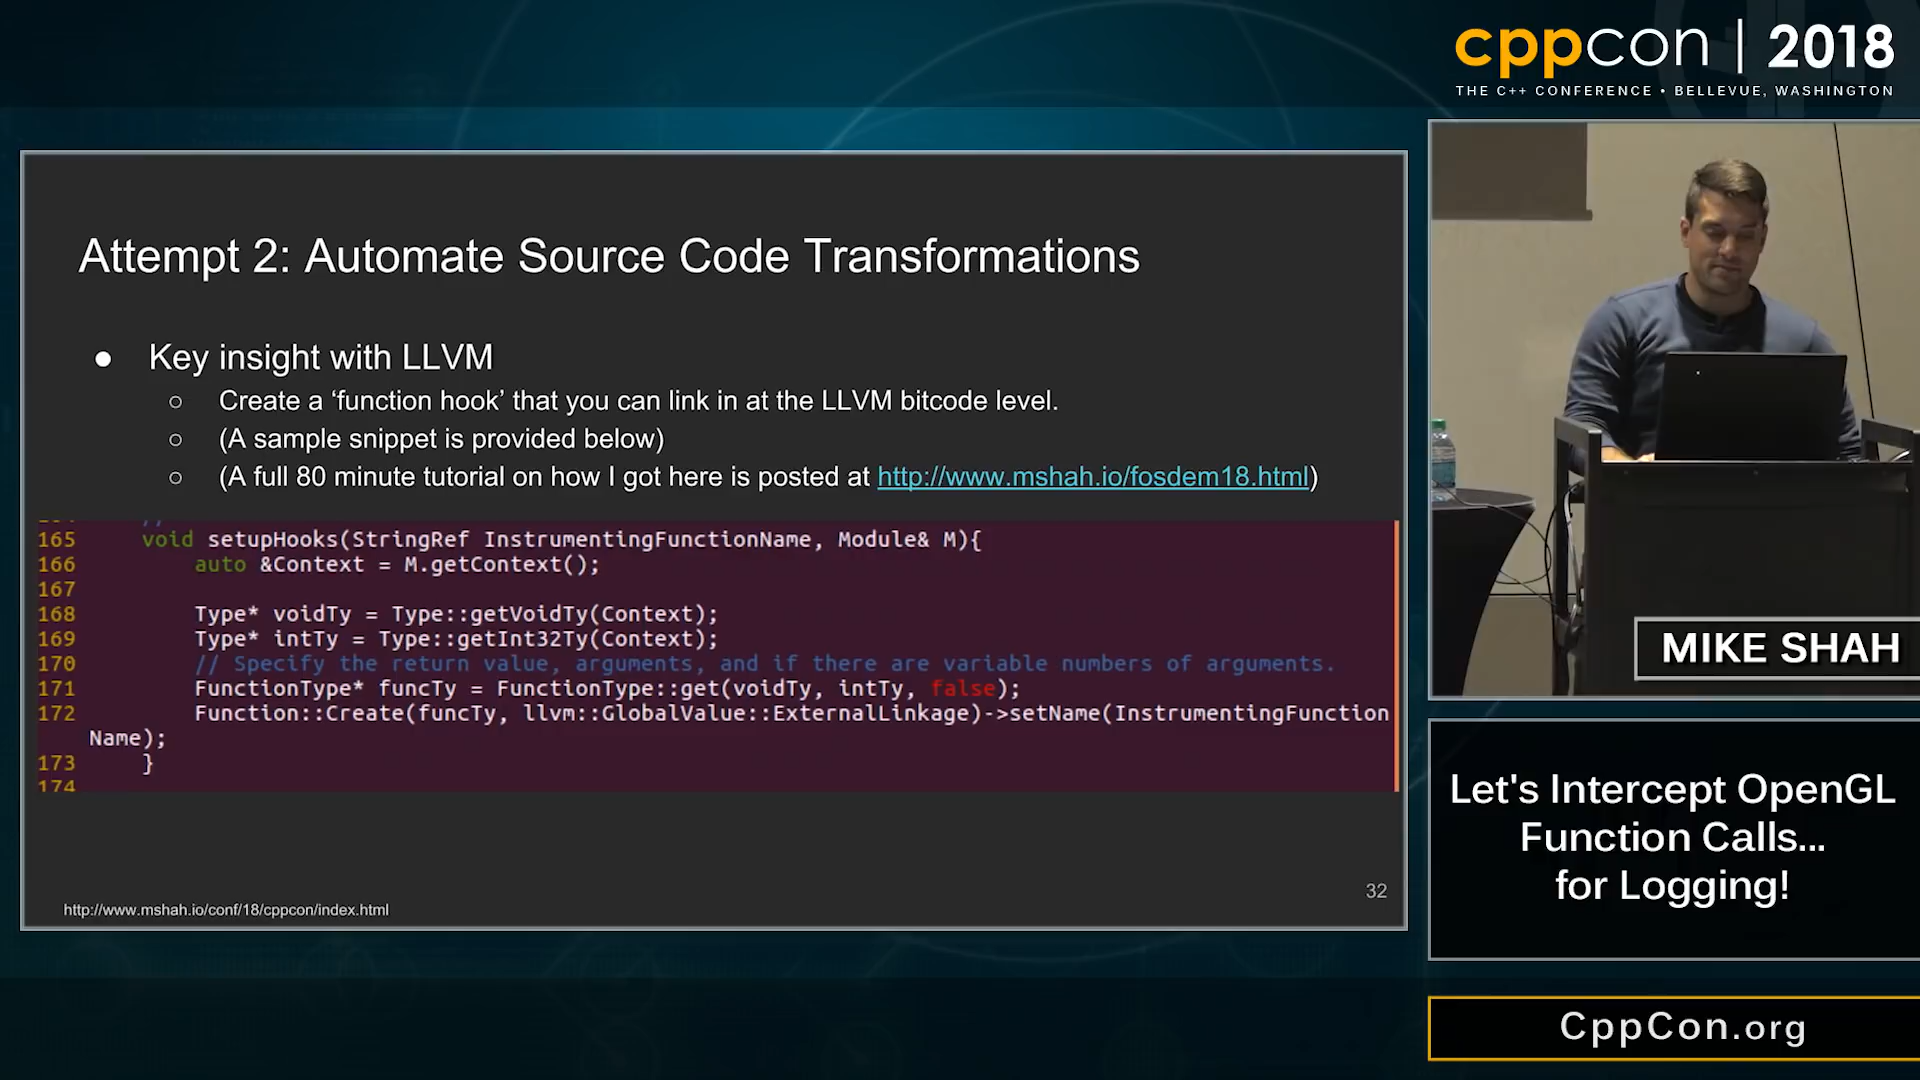 cppcon | 2018
THE C++ CONFERENCE • BELLEVUE, WASHINGTON
Attempt 2: Automate Source Code Transformations
● Key insight with LLVM
○ Create a ‘function hook’ that you can link in at the LLVM bitcode level.
○ (A sample snippet is provided below)
○ (A full 80 minute tutorial on how I got here is posted at http://www.mshah.io/fosdem18.html)
165 void setupHooks(StringRef InstrumentingFunctionName, Module& M){
166 auto &Context = M.getContext();
167
168 Type* voidTy = Type::getVoidTy(Context);
169 Type* intTy = Type::getInt32Ty(Context);
170 // Specify the return value, arguments, and if there are variable numbers of arguments.
171 FunctionType* funcTy = FunctionType::get(voidTy, intTy, false);
172 Function::Create(funcTy, llvm::GlobalValue::ExternalLinkage)->setName(InstrumentingFunction
Name);
173 }
174
http://www.mshah.io/conf/18/cppcon/index.html
32
MIKE SHAH
Let's Intercept OpenGL
Function Calls...
for Logging!
CppCon.org